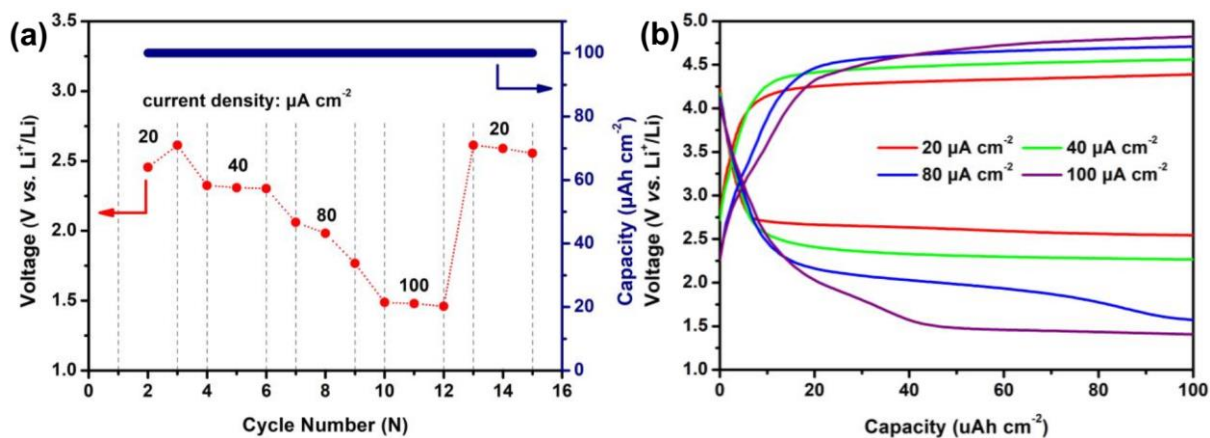 (a)
3.5
3.0
2.5
2.0
1.5
1.0
Voltage (V vs. Li⁺/Li)
current density: μA cm⁻²
20
40
80
100
20
100
80
60
40
20
0
Capacity (μAh cm⁻²)
0 2 4 6 8 10 12 14 16
Cycle Number (N)
(b)
5.0
4.5
4.0
3.5
3.0
2.5
2.0
1.5
1.0
Voltage (V vs. Li⁺/Li)
20 μA cm⁻² 40 μA cm⁻²
80 μA cm⁻² 100 μA cm⁻²
0 20 40 60 80 100
Capacity (uAh cm⁻²)